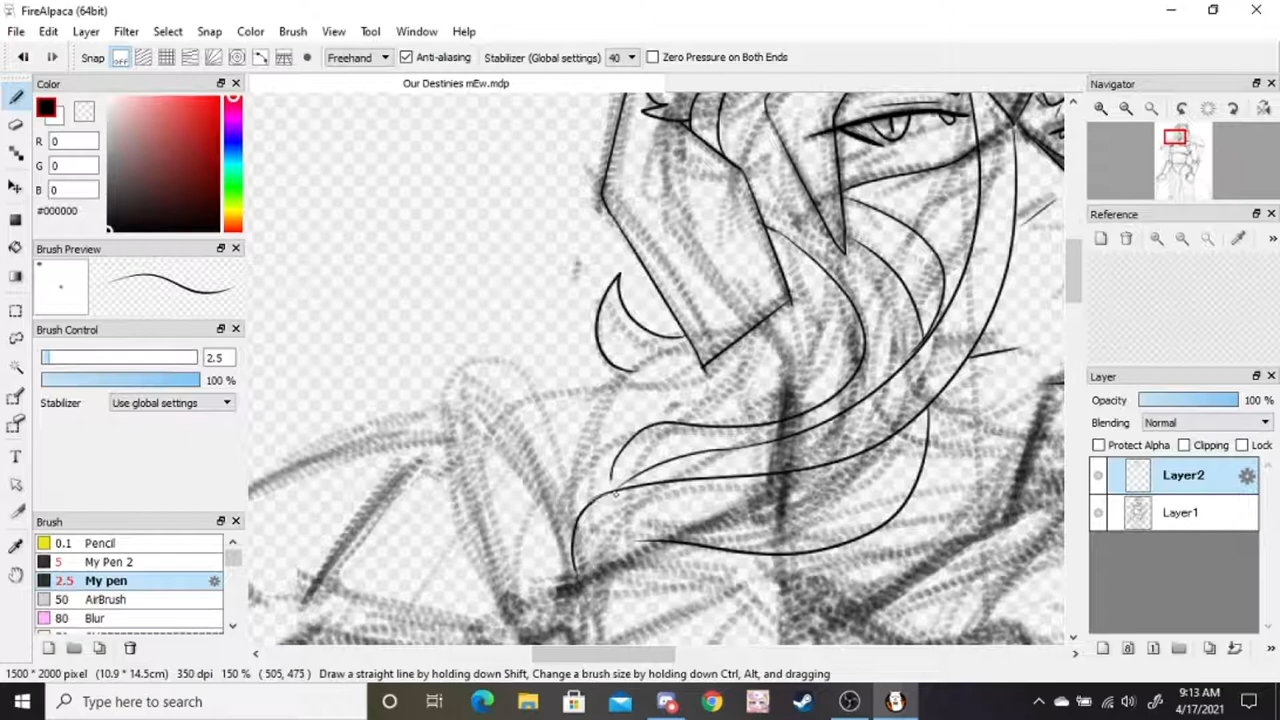 FireAlpaca (64bit)
File Edit Layer Filter Select Snap Color Brush View Tool Window Help
Snap OFF Freehand Anti-aliasing Stabilizer (Global settings) 40 Zero Pressure on Both Ends
Our Destinies mEw.mdp
Color
R 0
G 0
B 0
#000000
Brush Preview
Brush Control
2.5
100 %
Stabilizer Use global settings
Brush
0.1 Pencil
5 My Pen 2
2.5 My pen
50 AirBrush
80 Blur
Navigator
Reference
Layer
Opacity 100 %
Blending Normal
Protect Alpha Clipping Lock
Layer2
Layer1
1500 * 2000 pixel (10.9 * 14.5cm) 350 dpi 150 % ( 505, 475 ) Draw a straight line by holding down Shift, Change a brush size by holding down Ctrl, Alt, and dragging
Type here to search
9:13 AM
4/17/2021